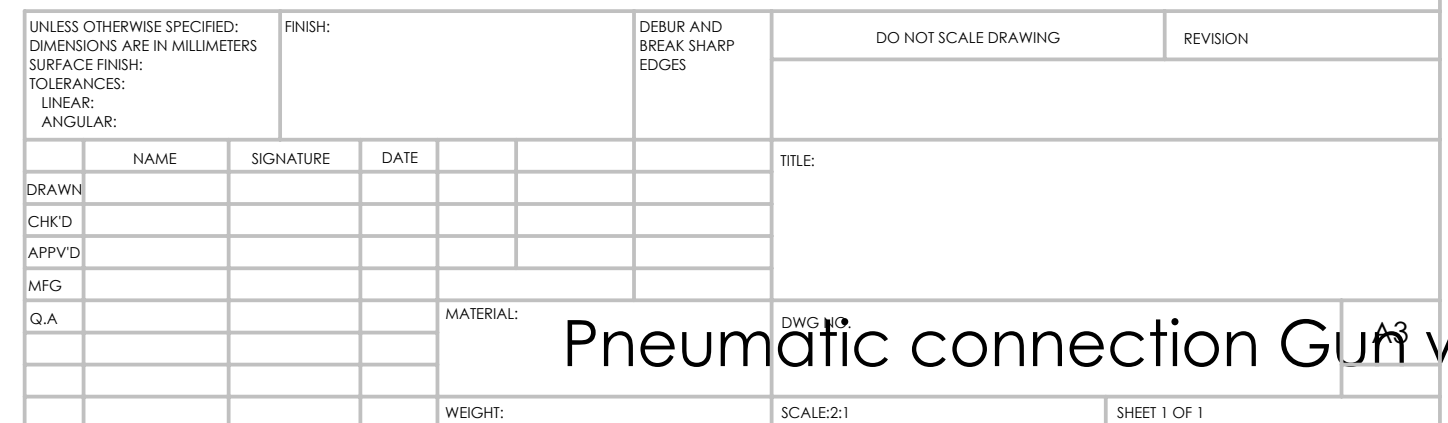 UNLESS OTHERWISE SPECIFIED:
DIMENSIONS ARE IN MILLIMETERS
SURFACE FINISH:
TOLERANCES:
LINEAR:
ANGULAR:
FINISH:
DEBUR AND
BREAK SHARP
EDGES
DO NOT SCALE DRAWING
REVISION
NAME
SIGNATURE
DATE
TITLE:
DRAWN
CHK'D
APPV'D
MFG
Q.A
MATERIAL:
DWG NO.
Pneumatic connection Gun
A3
WEIGHT:
SCALE:2:1
SHEET 1 OF 1